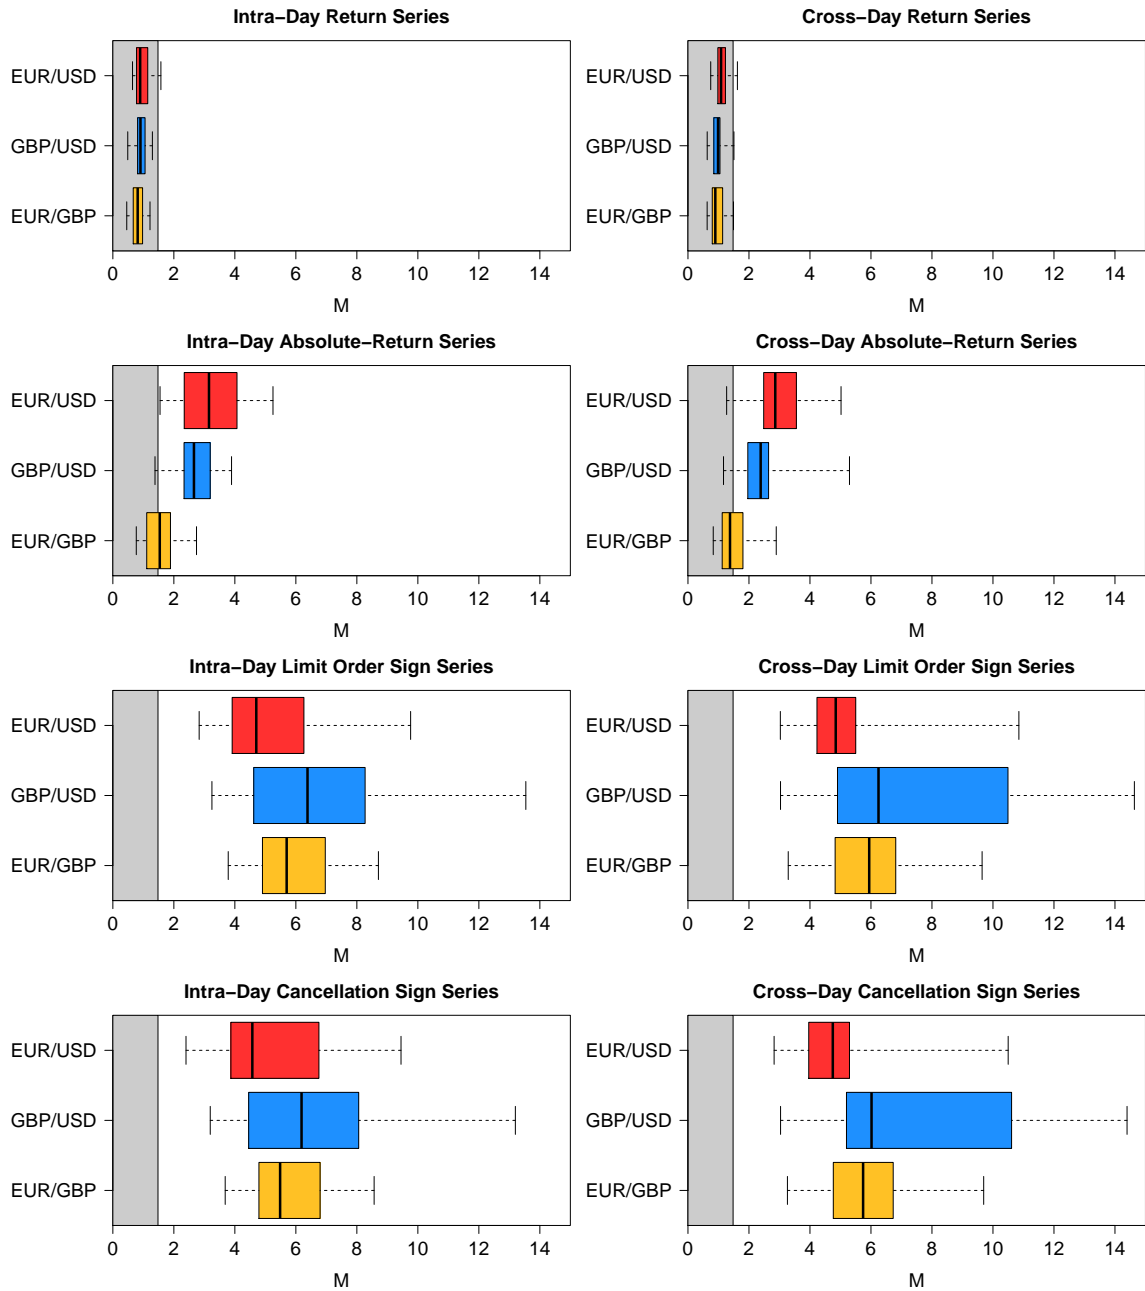 Intra−Day Return Series
EUR/USD
GBP/USD
EUR/GBP
0 2 4 6 8 10 12 14
M
Cross−Day Return Series
EUR/USD
GBP/USD
EUR/GBP
0 2 4 6 8 10 12 14
M
Intra−Day Absolute−Return Series
EUR/USD
GBP/USD
EUR/GBP
0 2 4 6 8 10 12 14
M
Cross−Day Absolute−Return Series
EUR/USD
GBP/USD
EUR/GBP
0 2 4 6 8 10 12 14
M
Intra−Day Limit Order Sign Series
EUR/USD
GBP/USD
EUR/GBP
0 2 4 6 8 10 12 14
M
Cross−Day Limit Order Sign Series
EUR/USD
GBP/USD
EUR/GBP
0 2 4 6 8 10 12 14
M
Intra−Day Cancellation Sign Series
EUR/USD
GBP/USD
EUR/GBP
0 2 4 6 8 10 12 14
M
Cross−Day Cancellation Sign Series
EUR/USD
GBP/USD
EUR/GBP
0 2 4 6 8 10 12 14
M